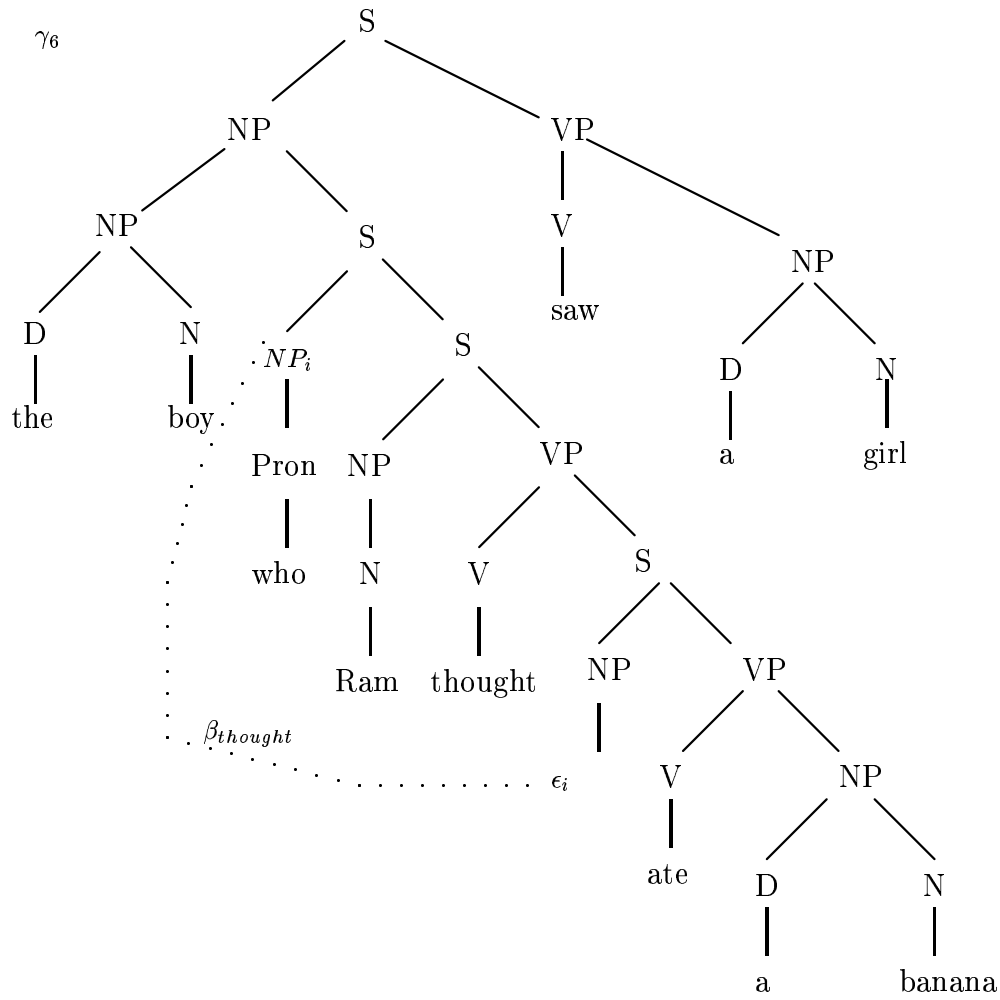 S
γ₆
NP VP
NP S V NP
D N NPᵢ S saw D N
the boy Pron NP VP a girl
who N V S
Ram thought NP VP
β_thought
εᵢ V NP
ate D N
a banana